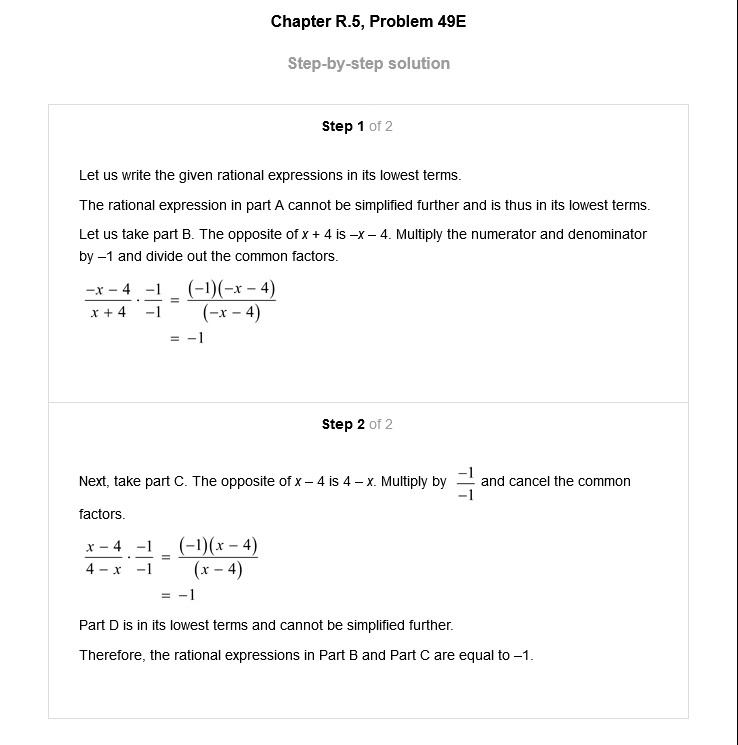 Chapter R.5, Problem 49E
Step-by-step solution
Step 1 of 2
Let us write the given rational expressions in its lowest terms.
The rational expression in part A cannot be simplified further and is thus in its lowest terms.
Let us take part B. The opposite of x + 4 is –x – 4. Multiply the numerator and denominator
by –1 and divide out the common factors.
\frac{-x-4}{x+4} \cdot \frac{-1}{-1} = \frac{(-1)(-x-4)}{(-x-4)}
= -1
Step 2 of 2
Next, take part C. The opposite of x – 4 is 4 – x. Multiply by \frac{-1}{-1} and cancel the common
factors.
\frac{x-4}{4-x} \cdot \frac{-1}{-1} = \frac{(-1)(x-4)}{(x-4)}
= -1
Part D is in its lowest terms and cannot be simplified further.
Therefore, the rational expressions in Part B and Part C are equal to –1.